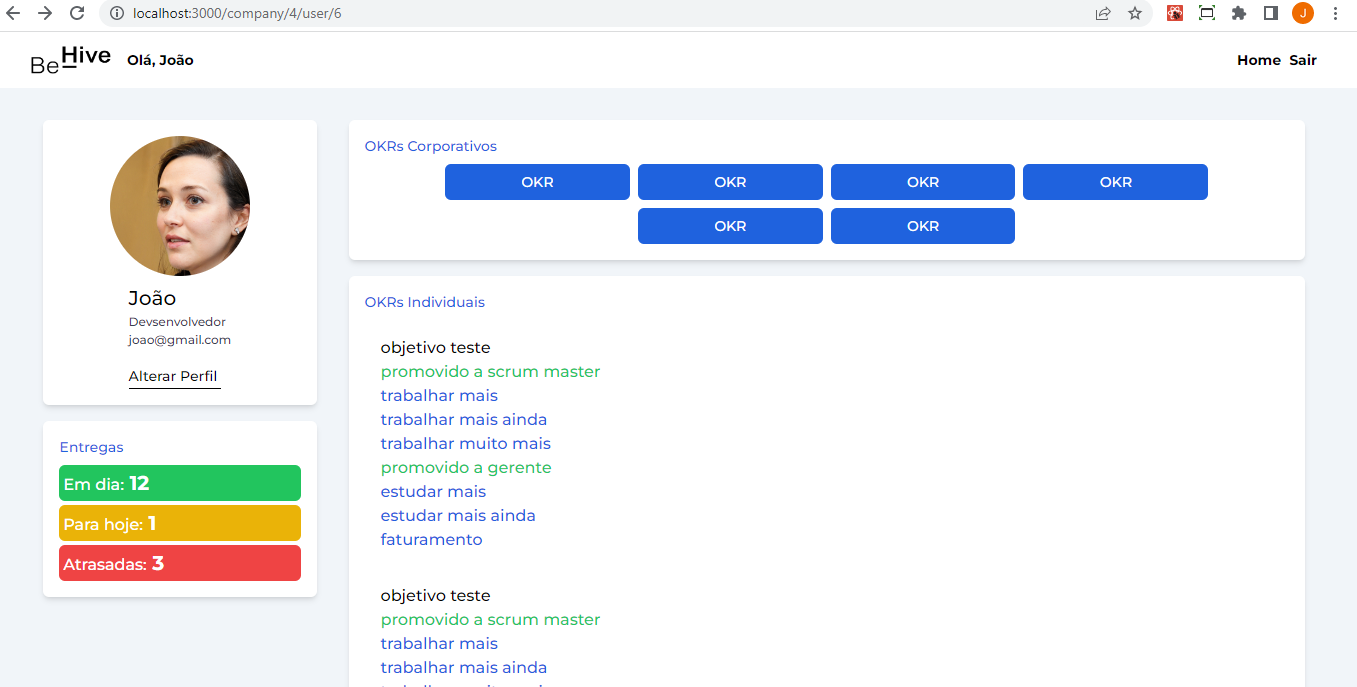 localhost:3000/company/4/user/6
J
BeHive Olá, João Home Sair
João
Devsenvolvedor
joao@gmail.com
Alterar Perfil
Entregas
Em dia: 12
Para hoje: 1
Atrasadas: 3
OKRs Corporativos
OKR OKR OKR OKR
OKR OKR
OKRs Individuais
objetivo teste
promovido a scrum master
trabalhar mais
trabalhar mais ainda
trabalhar muito mais
promovido a gerente
estudar mais
estudar mais ainda
faturamento
objetivo teste
promovido a scrum master
trabalhar mais
trabalhar mais ainda